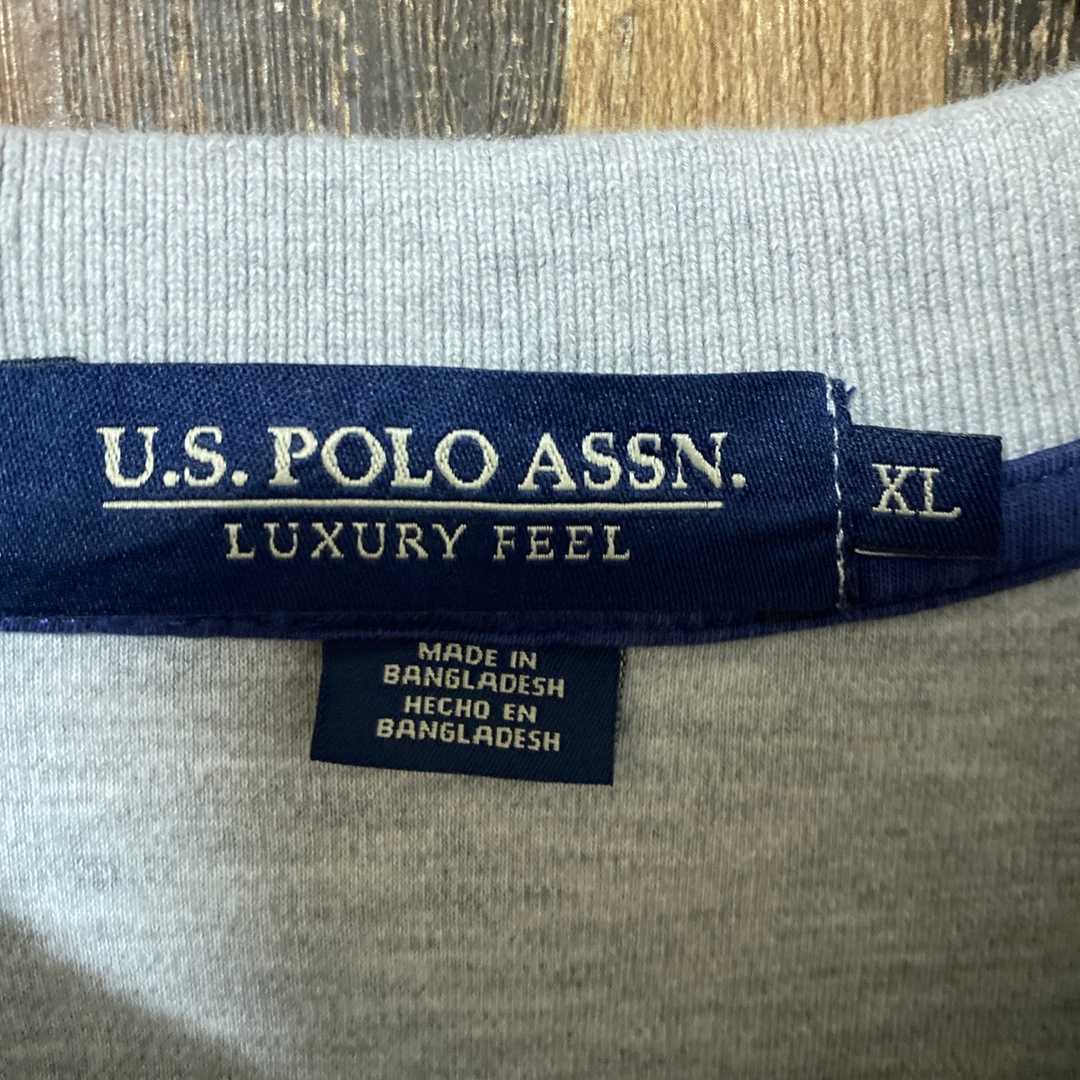 U.S. POLO ASSN.
LUXURY FEEL
XL
MADE IN
BANGLADESH
HECHO EN
BANGLADESH